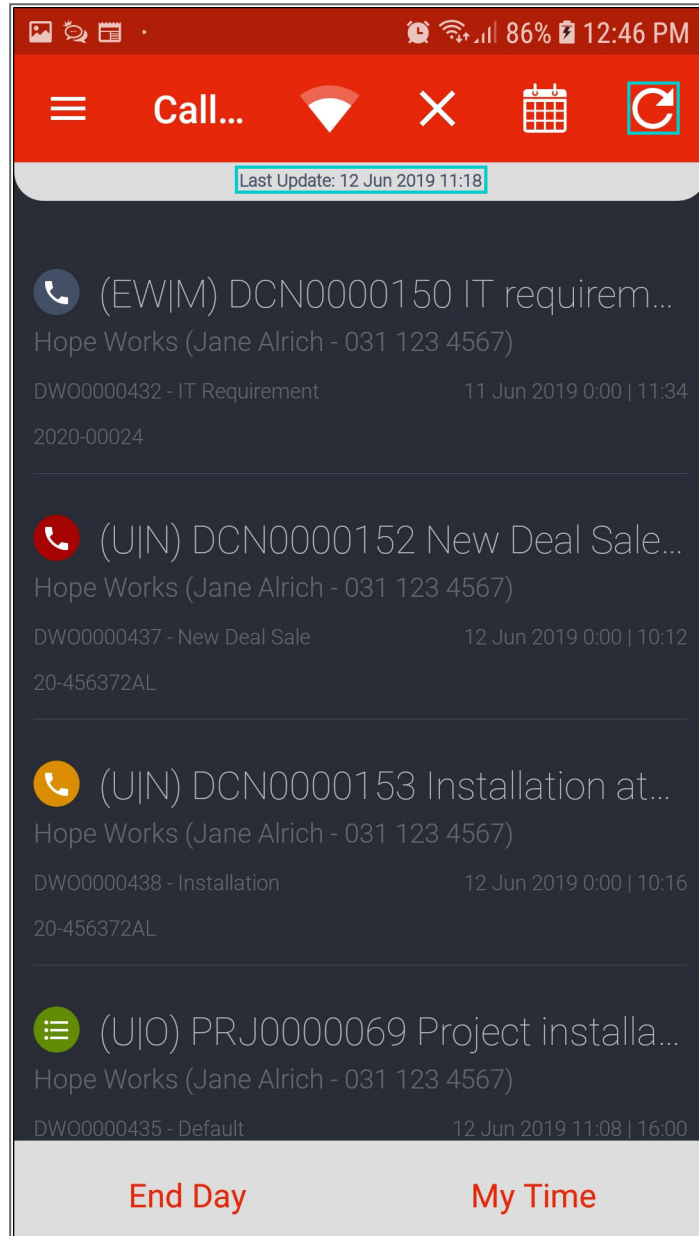 86% 12:46 PM
Call...
Last Update: 12 Jun 2019 11:18
(EW|M) DCN0000150 IT requirem...
Hope Works (Jane Alrich - 031 123 4567)
DWO0000432 - IT Requirement 11 Jun 2019 0:00 | 11:34
2020-00024
(U|N) DCN0000152 New Deal Sale...
Hope Works (Jane Alrich - 031 123 4567)
DWO0000437 - New Deal Sale 12 Jun 2019 0:00 | 10:12
20-456372AL
(U|N) DCN0000153 Installation at...
Hope Works (Jane Alrich - 031 123 4567)
DWO0000438 - Installation 12 Jun 2019 0:00 | 10:16
20-456372AL
(U|O) PRJ0000069 Project installa...
Hope Works (Jane Alrich - 031 123 4567)
DWO0000435 - Default 12 Jun 2019 11:08 | 16:00
End Day My Time